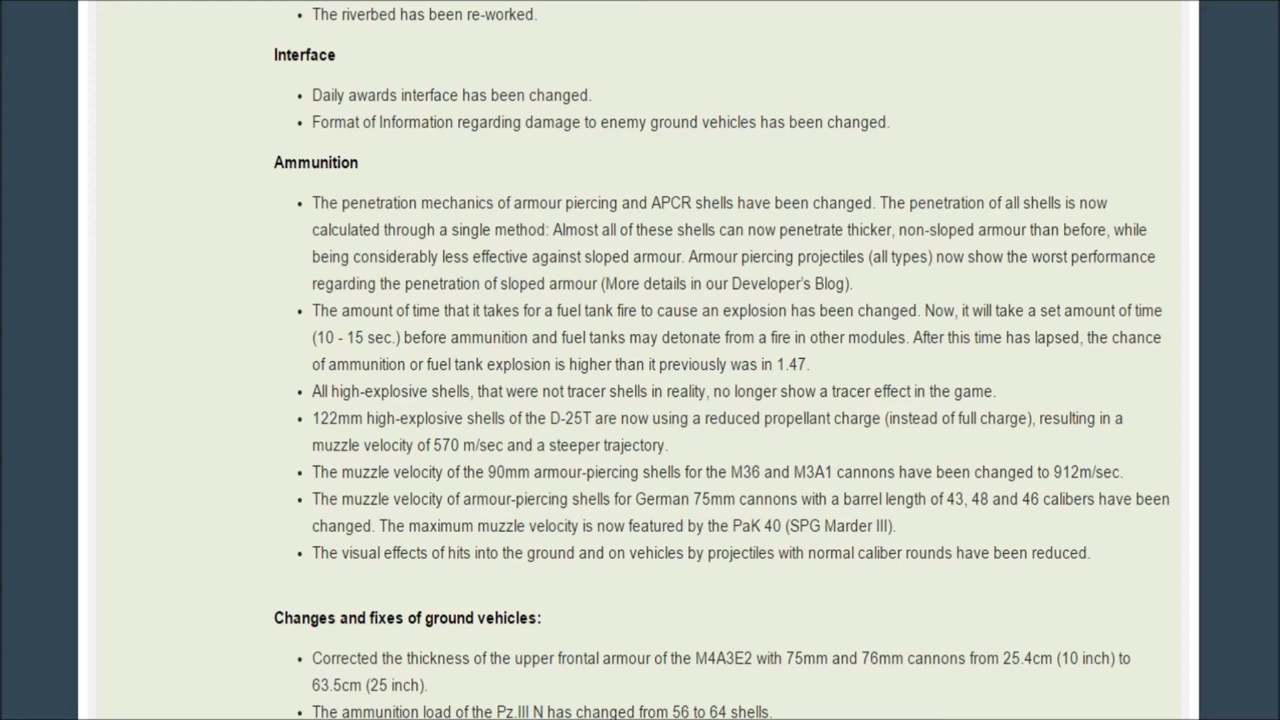 • The riverbed has been re-worked.
Interface
• Daily awards interface has been changed.
• Format of Information regarding damage to enemy ground vehicles has been changed.
Ammunition
• The penetration mechanics of armour piercing and APCR shells have been changed. The penetration of all shells is now
calculated through a single method: Almost all of these shells can now penetrate thicker, non-sloped armour than before, while
being considerably less effective against sloped armour. Armour piercing projectiles (all types) now show the worst performance
regarding the penetration of sloped armour (More details in our Developer's Blog).
• The amount of time that it takes for a fuel tank fire to cause an explosion has been changed. Now, it will take a set amount of time
(10 - 15 sec.) before ammunition and fuel tanks may detonate from a fire in other modules. After this time has lapsed, the chance
of ammunition or fuel tank explosion is higher than it previously was in 1.47.
• All high-explosive shells, that were not tracer shells in reality, no longer show a tracer effect in the game.
• 122mm high-explosive shells of the D-25T are now using a reduced propellant charge (instead of full charge), resulting in a
muzzle velocity of 570 m/sec and a steeper trajectory.
• The muzzle velocity of the 90mm armour-piercing shells for the M36 and M3A1 cannons have been changed to 912m/sec.
• The muzzle velocity of armour-piercing shells for German 75mm cannons with a barrel length of 43, 48 and 46 calibers have been
changed. The maximum muzzle velocity is now featured by the PaK 40 (SPG Marder III).
• The visual effects of hits into the ground and on vehicles by projectiles with normal caliber rounds have been reduced.
Changes and fixes of ground vehicles:
• Corrected the thickness of the upper frontal armour of the M4A3E2 with 75mm and 76mm cannons from 25.4cm (10 inch) to
63.5cm (25 inch).
• The ammunition load of the Pz.III N has changed from 56 to 64 shells.